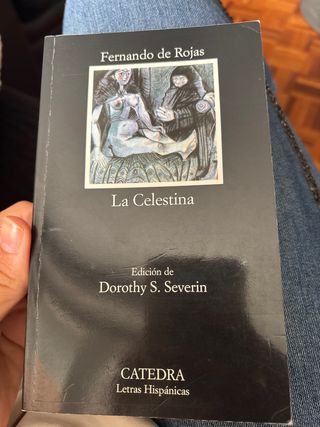 Fernando de Rojas
La Celestina
Edición de
Dorothy S. Severin
CATEDRA
Letras Hispánicas